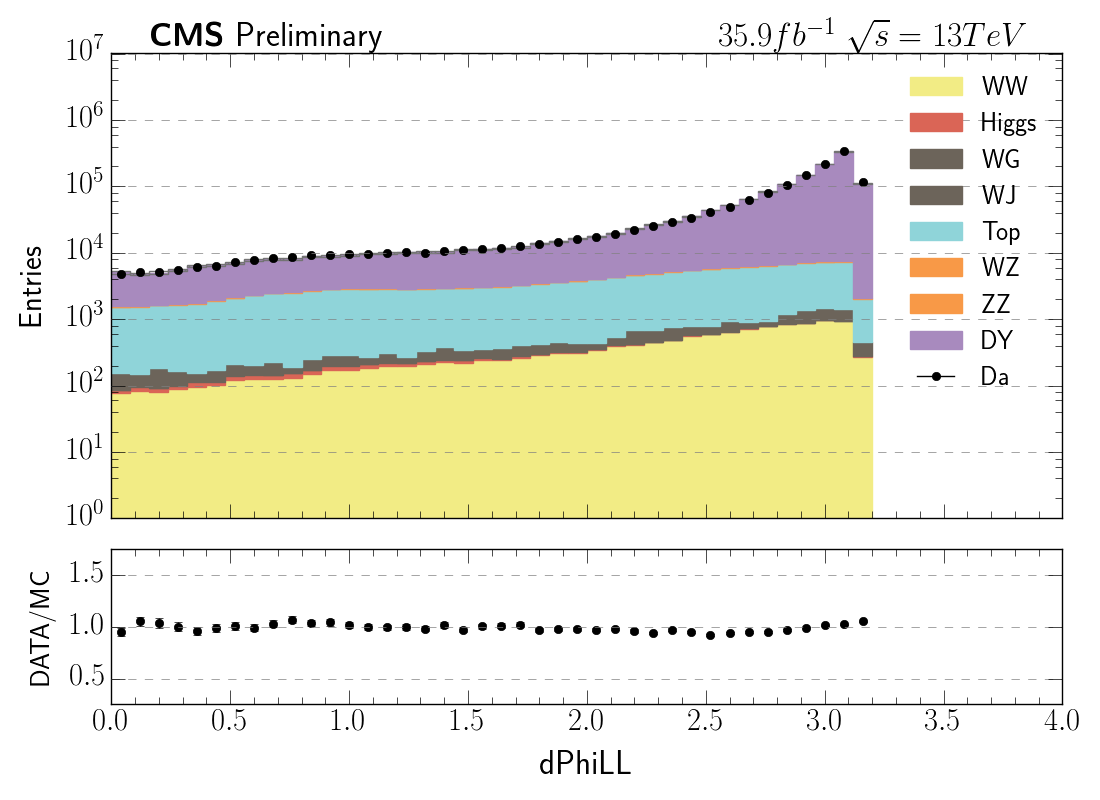 CMS Preliminary 35.9fb⁻¹ √s = 13TeV
Entries
10⁷
10⁶
10⁵
10⁴
10³
10²
10¹
10⁰
WW
Higgs
WG
WJ
Top
WZ
ZZ
DY
Da
DATA/MC
1.5
1.0
0.5
0.0 0.5 1.0 1.5 2.0 2.5 3.0 3.5 4.0
dPhiLL